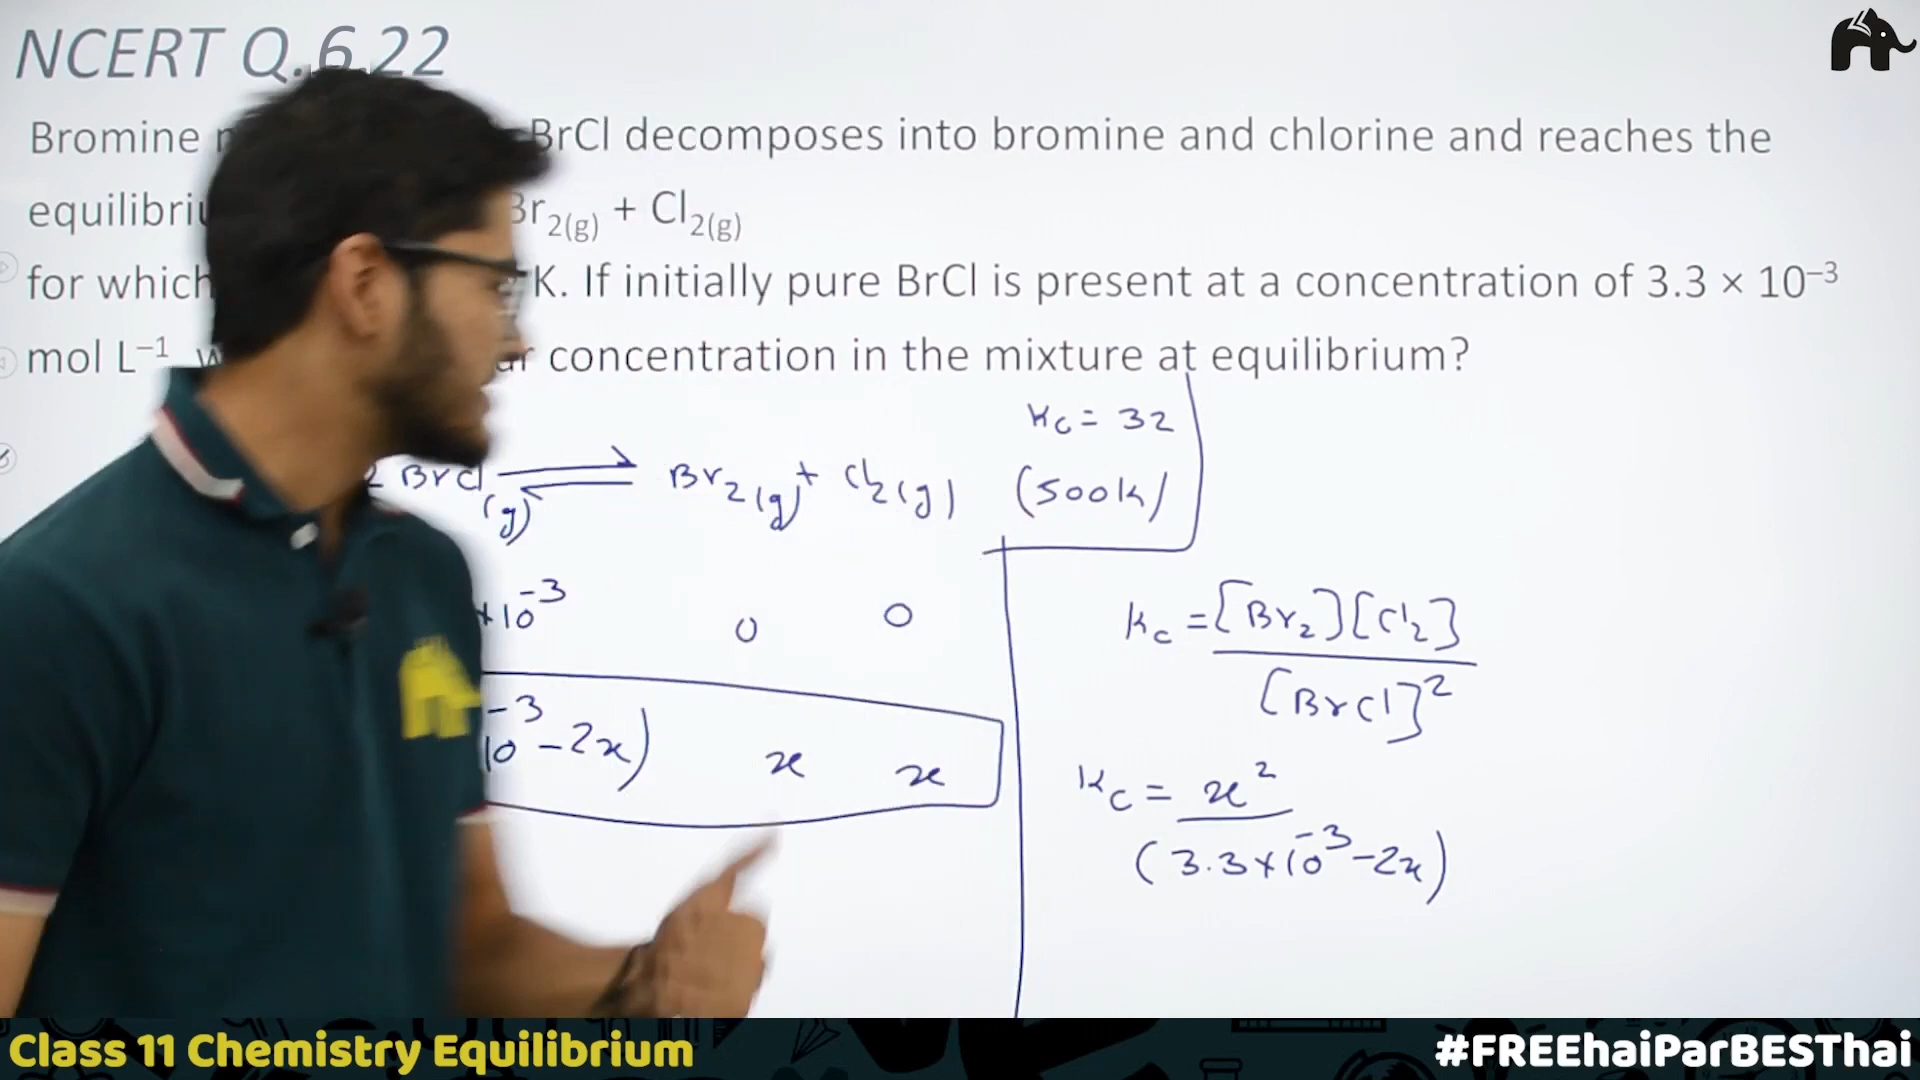 NCERT Q.6.22
Bromine BrCl decomposes into bromine and chlorine and reaches the
Br₂(g) + Cl₂(g)
for which K. If initially pure BrCl is present at a concentration of 3.3 × 10⁻³
mol L⁻¹ concentration in the mixture at equilibrium?
Kc = 32
2 BrCl (g) ⇌ Br₂(g) + Cl₂(g) (500K)
×10⁻³ 0 0
10⁻³ - 2x) x x
Kc = [Br₂][Cl₂]
[BrCl]²
Kc = x²
(3.3×10⁻³ - 2x)
Class 11 Chemistry Equilibrium
#FREEhaiParBESThai